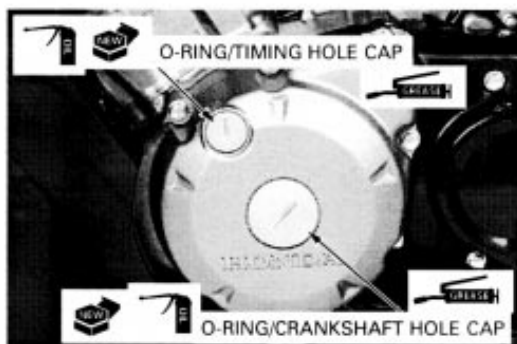 OIL NEW O-RING/TIMING HOLE CAP
GREASE
HONDA
GREASE
NEW OIL O-RING/CRANKSHAFT HOLE CAP